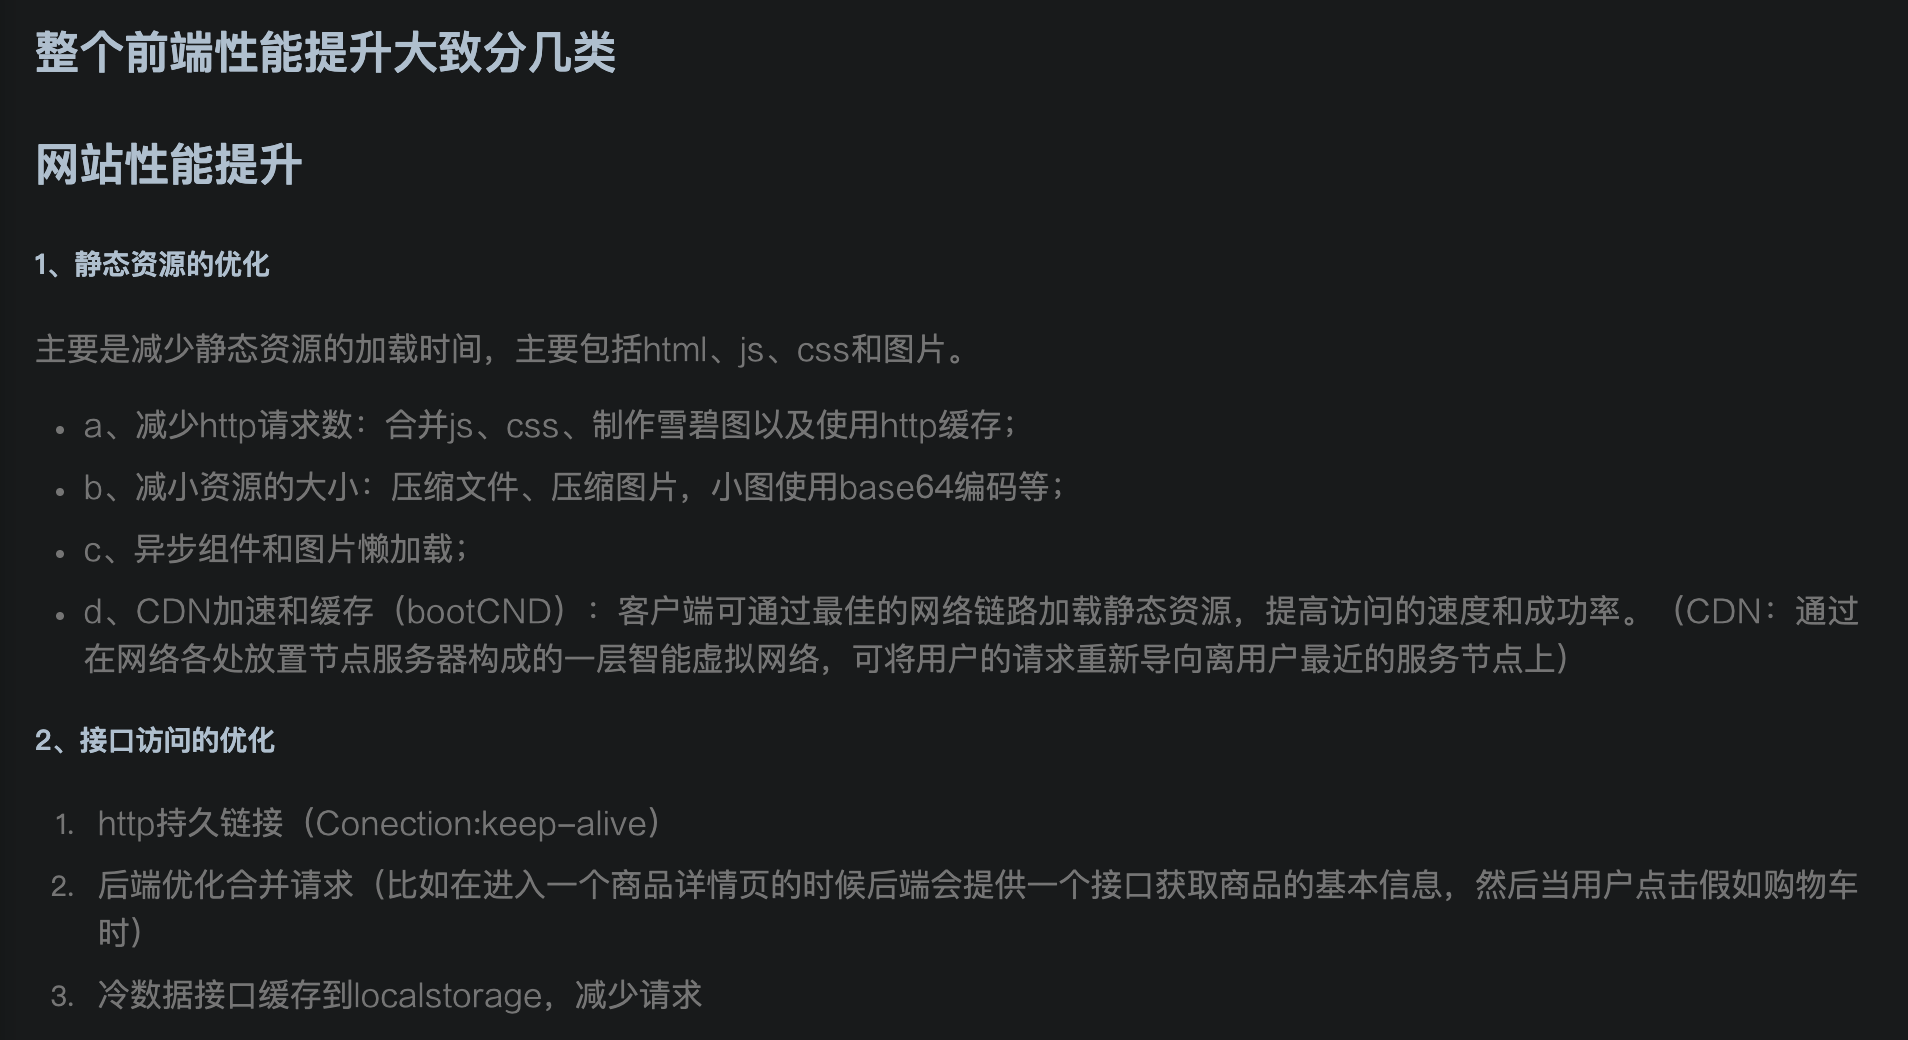 整个前端性能提升大致分几类
网站性能提升
1、静态资源的优化
主要是减少静态资源的加载时间，主要包括html、js、css和图片。
• a、减少http请求数：合并js、css、制作雪碧图以及使用http缓存；
• b、减小资源的大小：压缩文件、压缩图片，小图使用base64编码等；
• c、异步组件和图片懒加载；
• d、CDN加速和缓存（bootCND）：客户端可通过最佳的网络链路加载静态资源，提高访问的速度和成功率。（CDN：通过
在网络各处放置节点服务器构成的一层智能虚拟网络，可将用户的请求重新导向离用户最近的服务节点上）
2、接口访问的优化
1. http持久链接（Conection:keep-alive）
2. 后端优化合并请求（比如在进入一个商品详情页的时候后端会提供一个接口获取商品的基本信息，然后当用户点击假如购物车
时）
3. 冷数据接口缓存到localstorage，减少请求